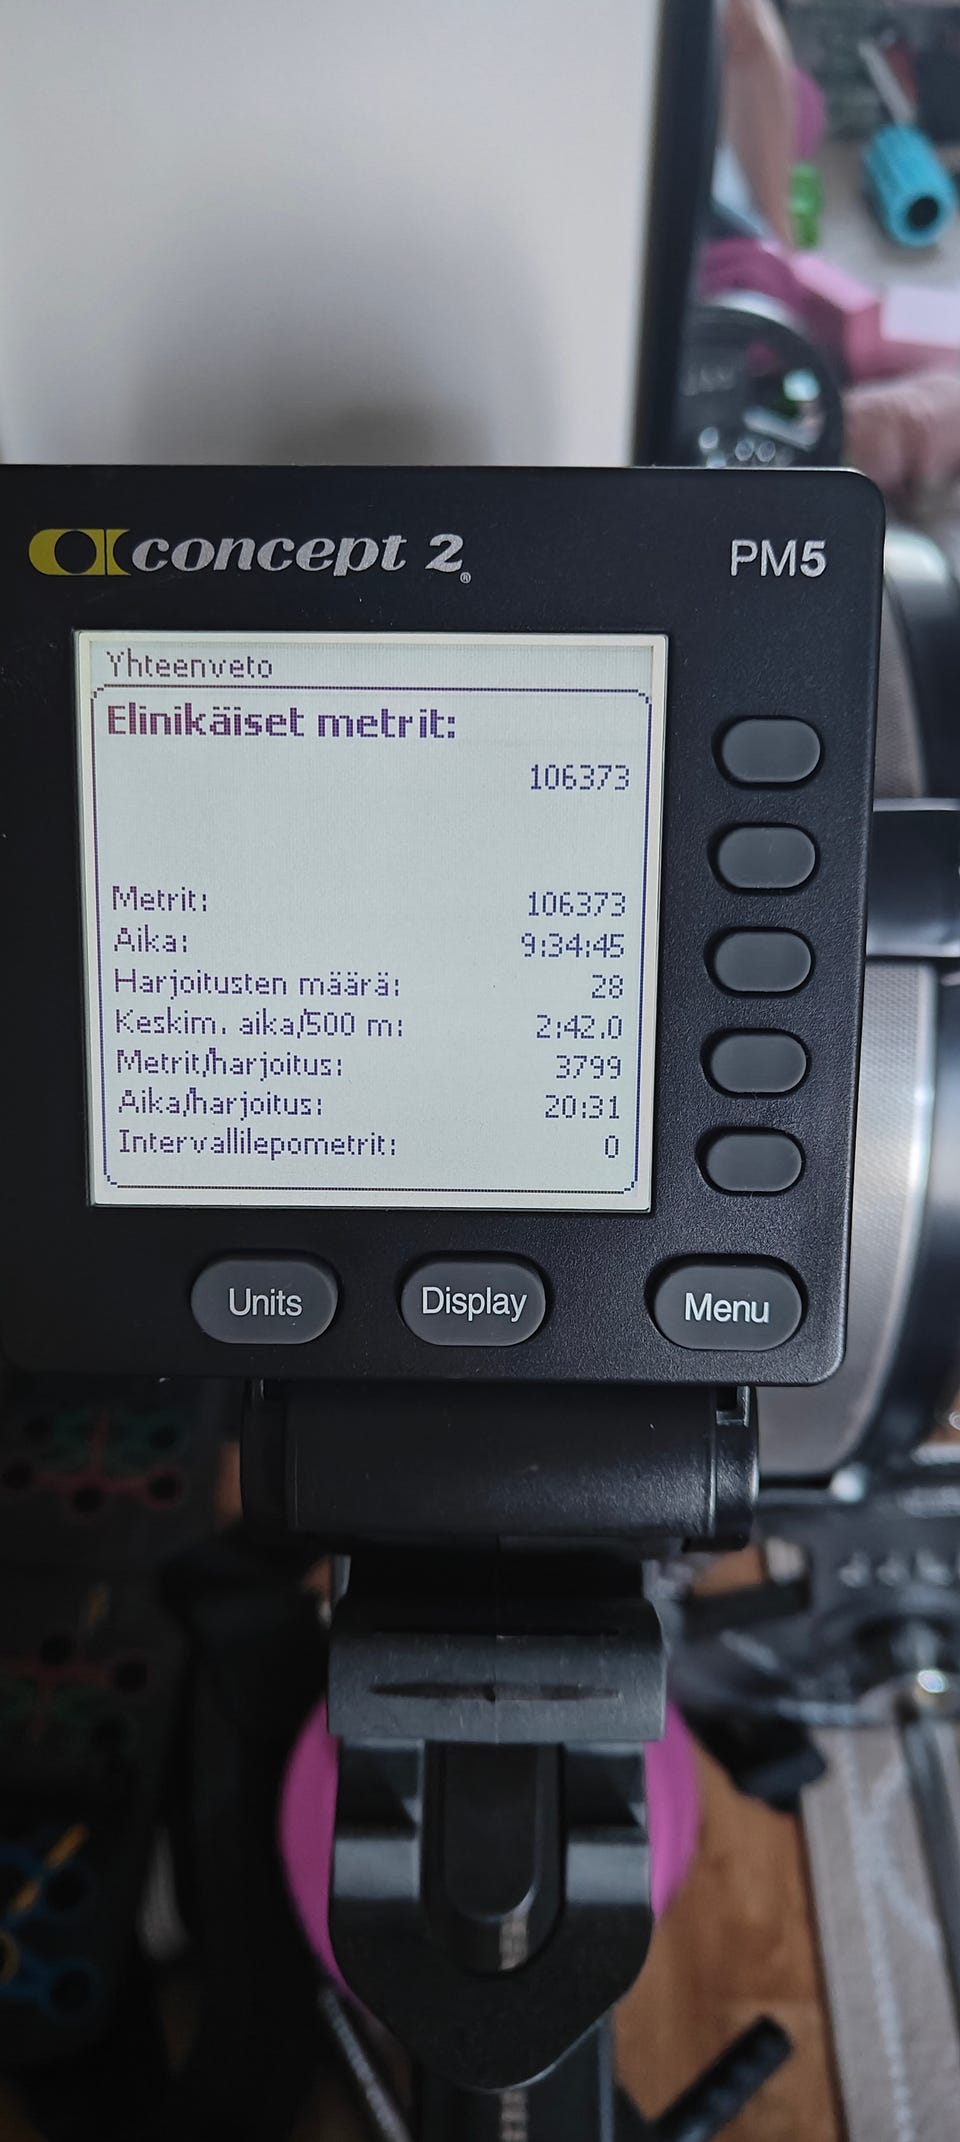 concept 2®
PM5
Yhteenveto
Elinikäiset metrit:
106373
Metrit: 106373
Aika: 9:34:45
Harjoitusten määrä: 28
Keskim. aika/500 m: 2:42.0
Metrit/harjoitus: 3799
Aika/harjoitus: 20:31
Intervallilepometrit: 0
Units Display Menu